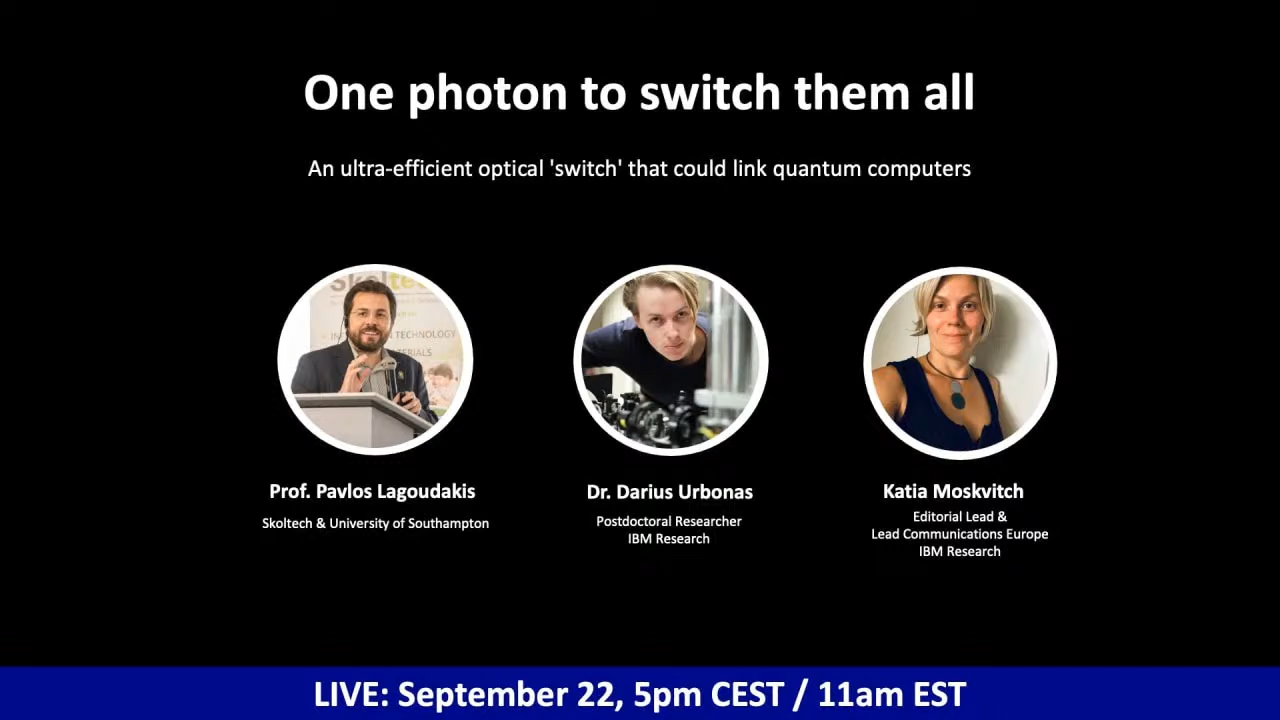 One photon to switch them all
An ultra-efficient optical 'switch' that could link quantum computers
TECHNOLOGY
Prof. Pavlos Lagoudakis
Skoltech & University of Southampton
Dr. Darius Urbonas
Postdoctoral Researcher
IBM Research
Katia Moskvitch
Editorial Lead &
Lead Communications Europe
IBM Research
LIVE: September 22, 5pm CEST / 11am EST